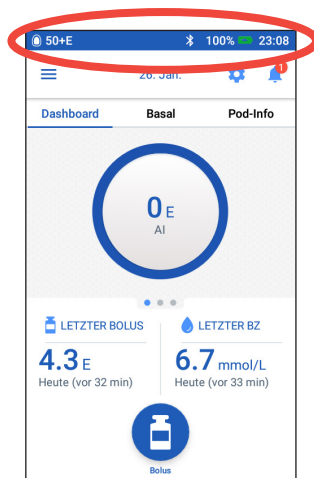 50+E 100% 23:08
26. Jan. 1
Dashboard Basal Pod-Info
0 E
AI
LETZTER BOLUS LETZTER BZ
4.3 E 6.7 mmol/L
Heute (vor 32 min) Heute (vor 33 min)
Bolus